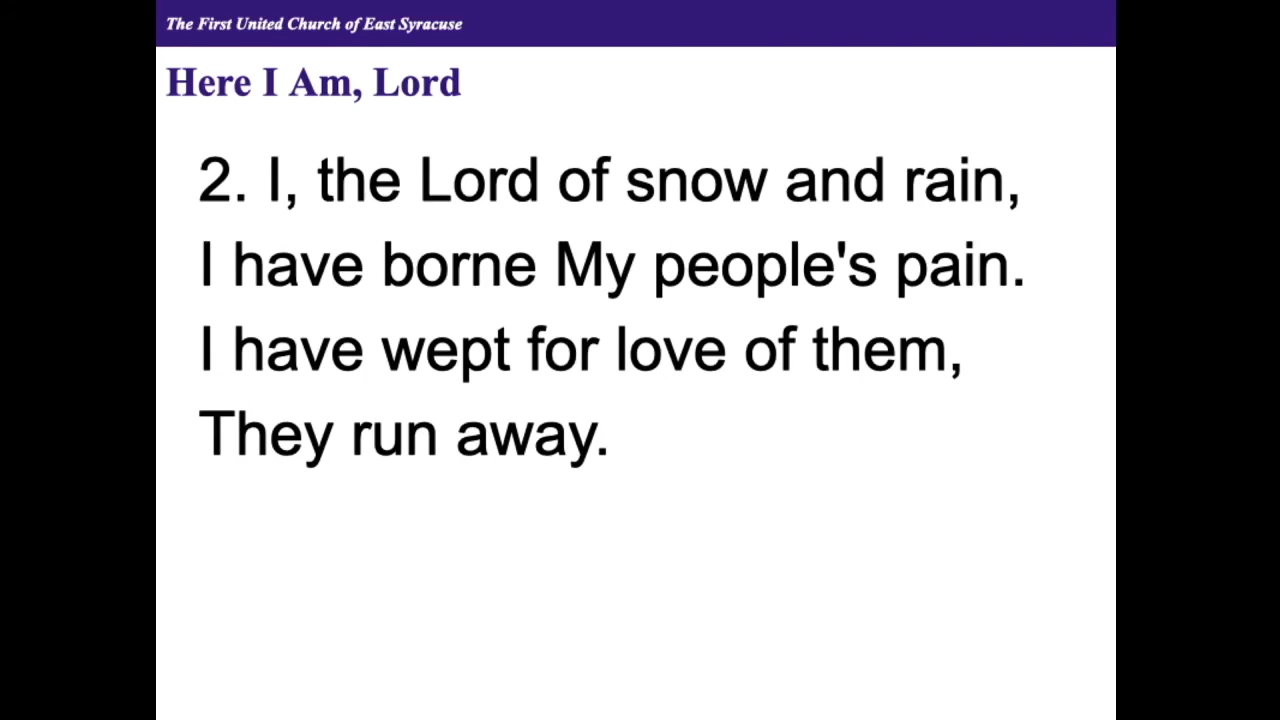 The First United Church of East Syracuse
Here I Am, Lord
2. I, the Lord of snow and rain,
I have borne My people's pain.
I have wept for love of them,
They run away.